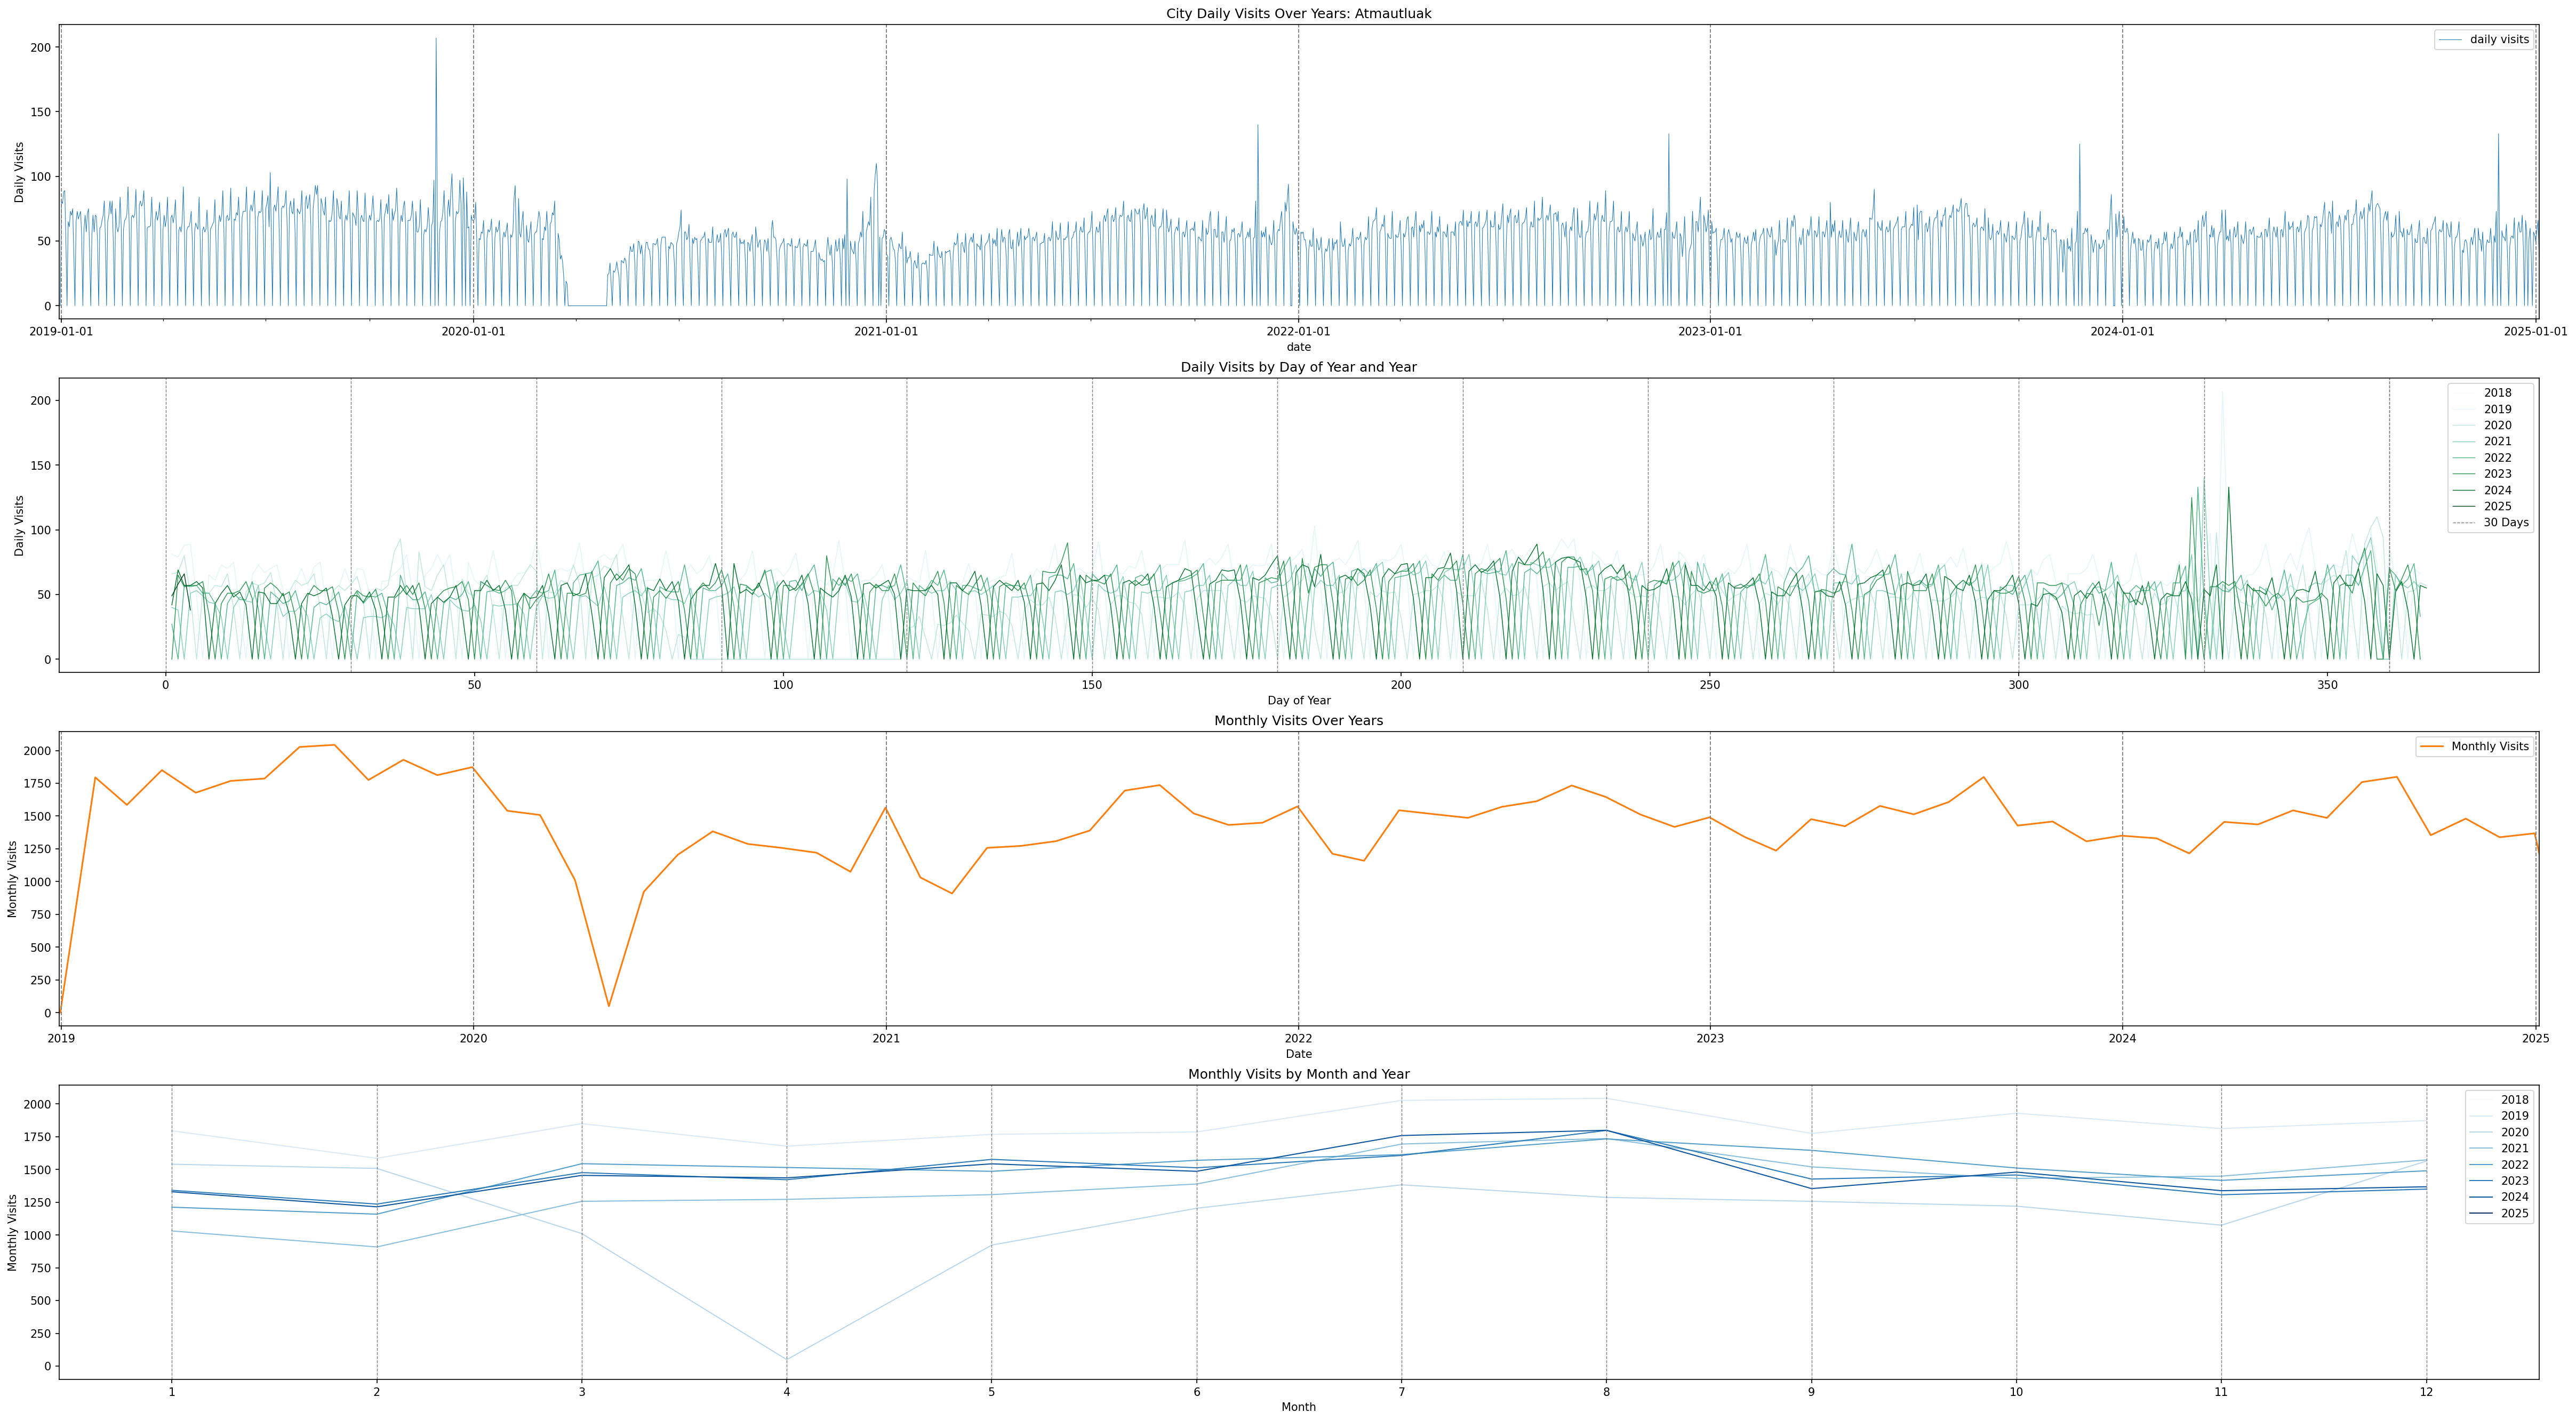 City Daily Visits Over Years: Atmautluak
daily visits
Daily Visits
200
150
100
50
0
2019-01-01 2020-01-01 2021-01-01 2022-01-01 2023-01-01 2024-01-01 2025-01-01
date
Daily Visits by Day of Year and Year
2018
2019
2020
2021
2022
2023
2024
2025
30 Days
Daily Visits
200
150
100
50
0
0 50 100 150 200 250 300 350
Day of Year
Monthly Visits Over Years
Monthly Visits
Monthly Visits
2000
1750
1500
1250
1000
750
500
250
0
2019 2020 2021 2022 2023 2024 2025
Date
Monthly Visits by Month and Year
2018
2019
2020
2021
2022
2023
2024
2025
Monthly Visits
2000
1750
1500
1250
1000
750
500
250
0
1 2 3 4 5 6 7 8 9 10 11 12
Month